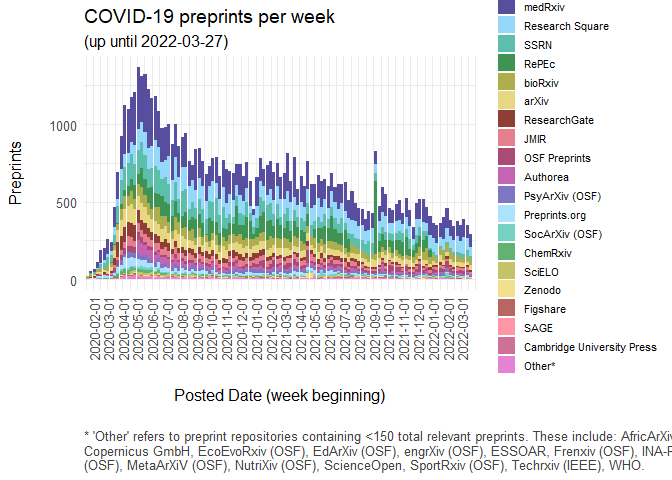 COVID-19 preprints per week
(up until 2022-03-27)
Preprints
1000
500
0
2020-02-01
2020-03-01
2020-04-01
2020-05-01
2020-06-01
2020-07-01
2020-08-01
2020-09-01
2020-10-01
2020-11-01
2020-12-01
2021-01-01
2021-02-01
2021-03-01
2021-04-01
2021-05-01
2021-06-01
2021-07-01
2021-08-01
2021-09-01
2021-10-01
2021-11-01
2021-12-01
2022-01-01
2022-02-01
2022-03-01
Posted Date (week beginning)
medRxiv
Research Square
SSRN
RePEc
bioRxiv
arXiv
ResearchGate
JMIR
OSF Preprints
Authorea
PsyArXiv (OSF)
Preprints.org
SocArXiv (OSF)
ChemRxiv
SciELO
Zenodo
Figshare
SAGE
Cambridge University Press
Other*
* 'Other' refers to preprint repositories containing <150 total relevant preprints. These include: AfricArXi
Copernicus GmbH, EcoEvoRxiv (OSF), EdArXiv (OSF), engrXiv (OSF), ESSOAR, Frenxiv (OSF), INA-R
(OSF), MetaArXiV (OSF), NutriXiv (OSF), ScienceOpen, SportRxiv (OSF), Techrxiv (IEEE), WHO.